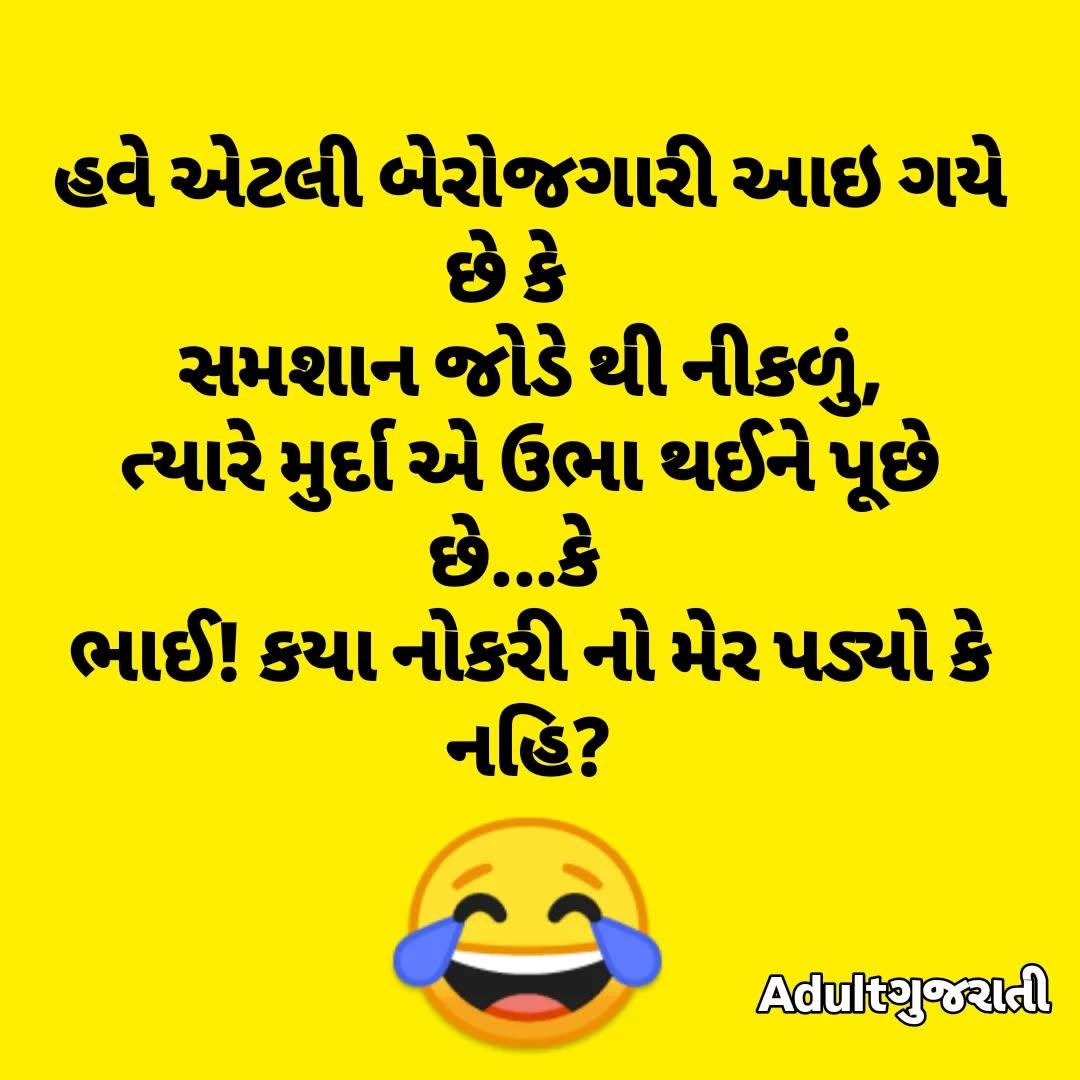 હવે એટલી બેરોજગારી આઇ ગયે
છે કે
સમશાન જોડે થી નીકળું,
ત્યારે મુર્દા એ ઉભા થઈને પૂછે
છે...કે
ભાઈ! કયા નોકરી નો મેર પડ્યો કે
નહિ?
Adultગુજરાતી